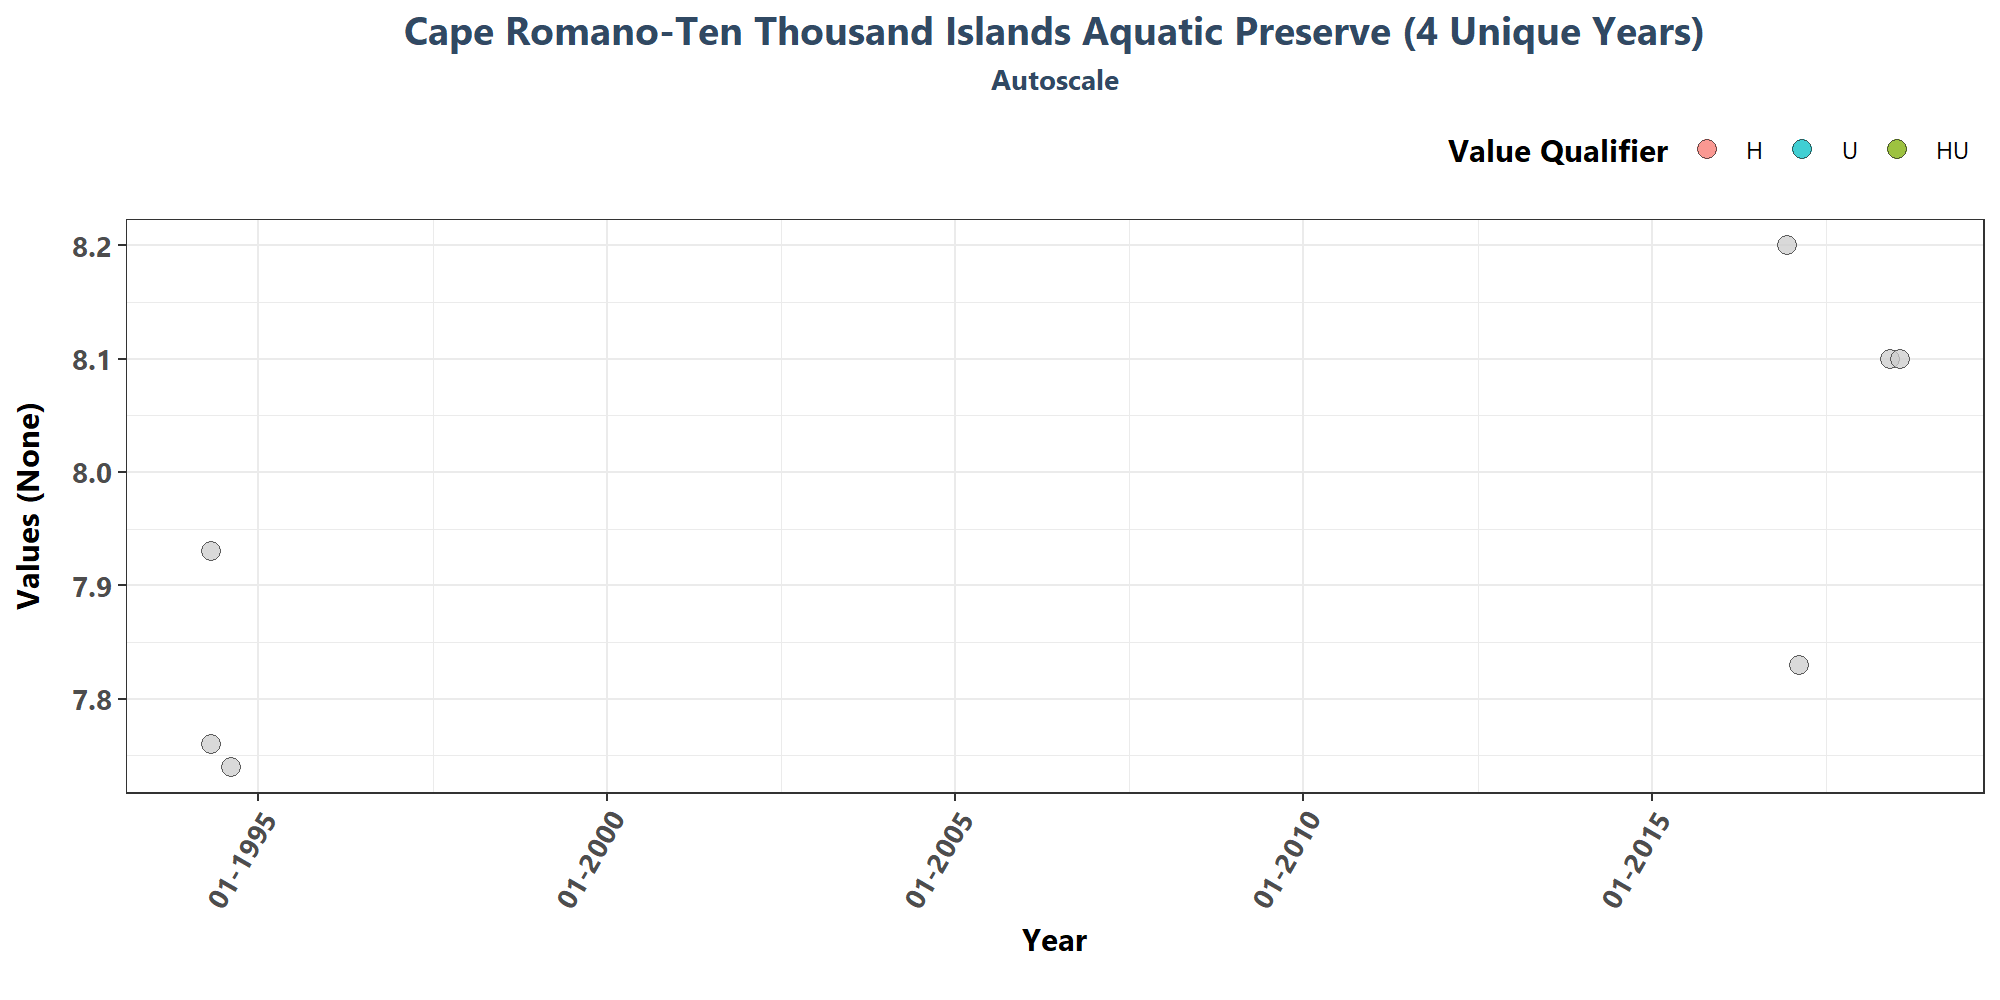 Cape Romano-Ten Thousand Islands Aquatic Preserve (4 Unique Years)
Autoscale
Value Qualifier H U HU
8.2
8.1
8.0
7.9
7.8
Values (None)
01-1995 01-2000 01-2005 01-2010 01-2015
Year